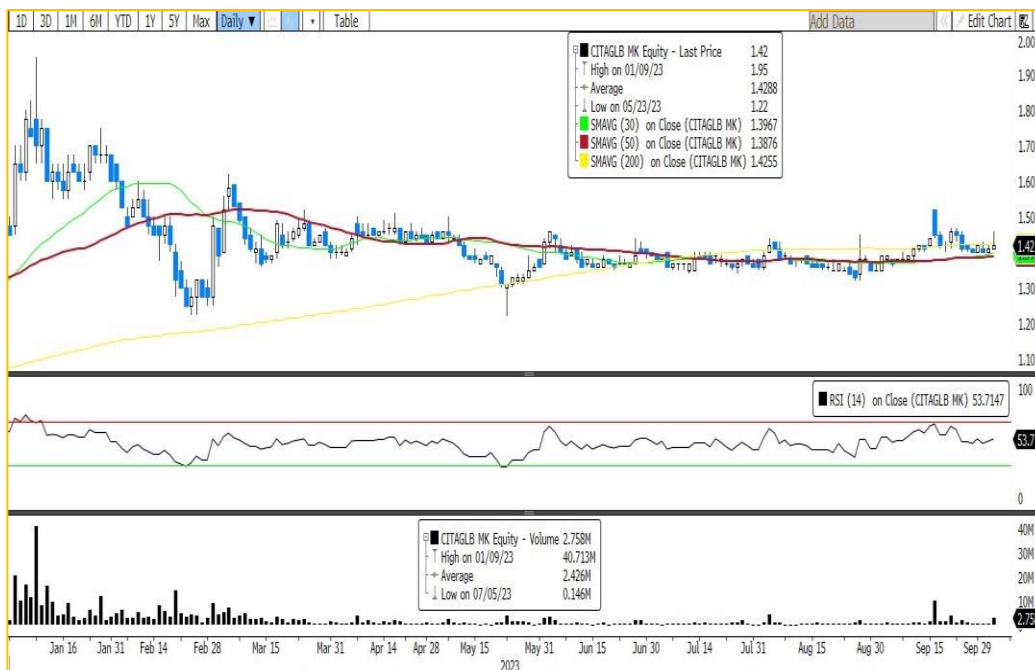 1D 3D 1M 6M YTD 1Y 5Y Max Daily ▼ Table Add Data « Edit Chart
CITAGLB MK Equity - Last Price 1.42
High on 01/09/23 1.95
Average 1.4288
Low on 05/23/23 1.22
SMAVG (30) on Close (CITAGLB MK) 1.3967
SMAVG (50) on Close (CITAGLB MK) 1.3876
SMAVG (200) on Close (CITAGLB MK) 1.4255
2.00
1.90
1.80
1.70
1.60
1.50
1.42
1.30
1.20
1.10
RSI (14) on Close (CITAGLB MK) 53.7147
100
53.7
0
CITAGLB MK Equity - Volume 2.758M
High on 01/09/23 40.713M
Average 2.426M
Low on 07/05/23 0.146M
40M
30M
20M
10M
2.75
Jan 16 Jan 31 Feb 14 Feb 28 Mar 15 Mar 31 Apr 14 Apr 28 May 15 May 31 Jun 15 Jun 30 Jul 14 Jul 31 Aug 15 Aug 30 Sep 15 Sep 29
2023